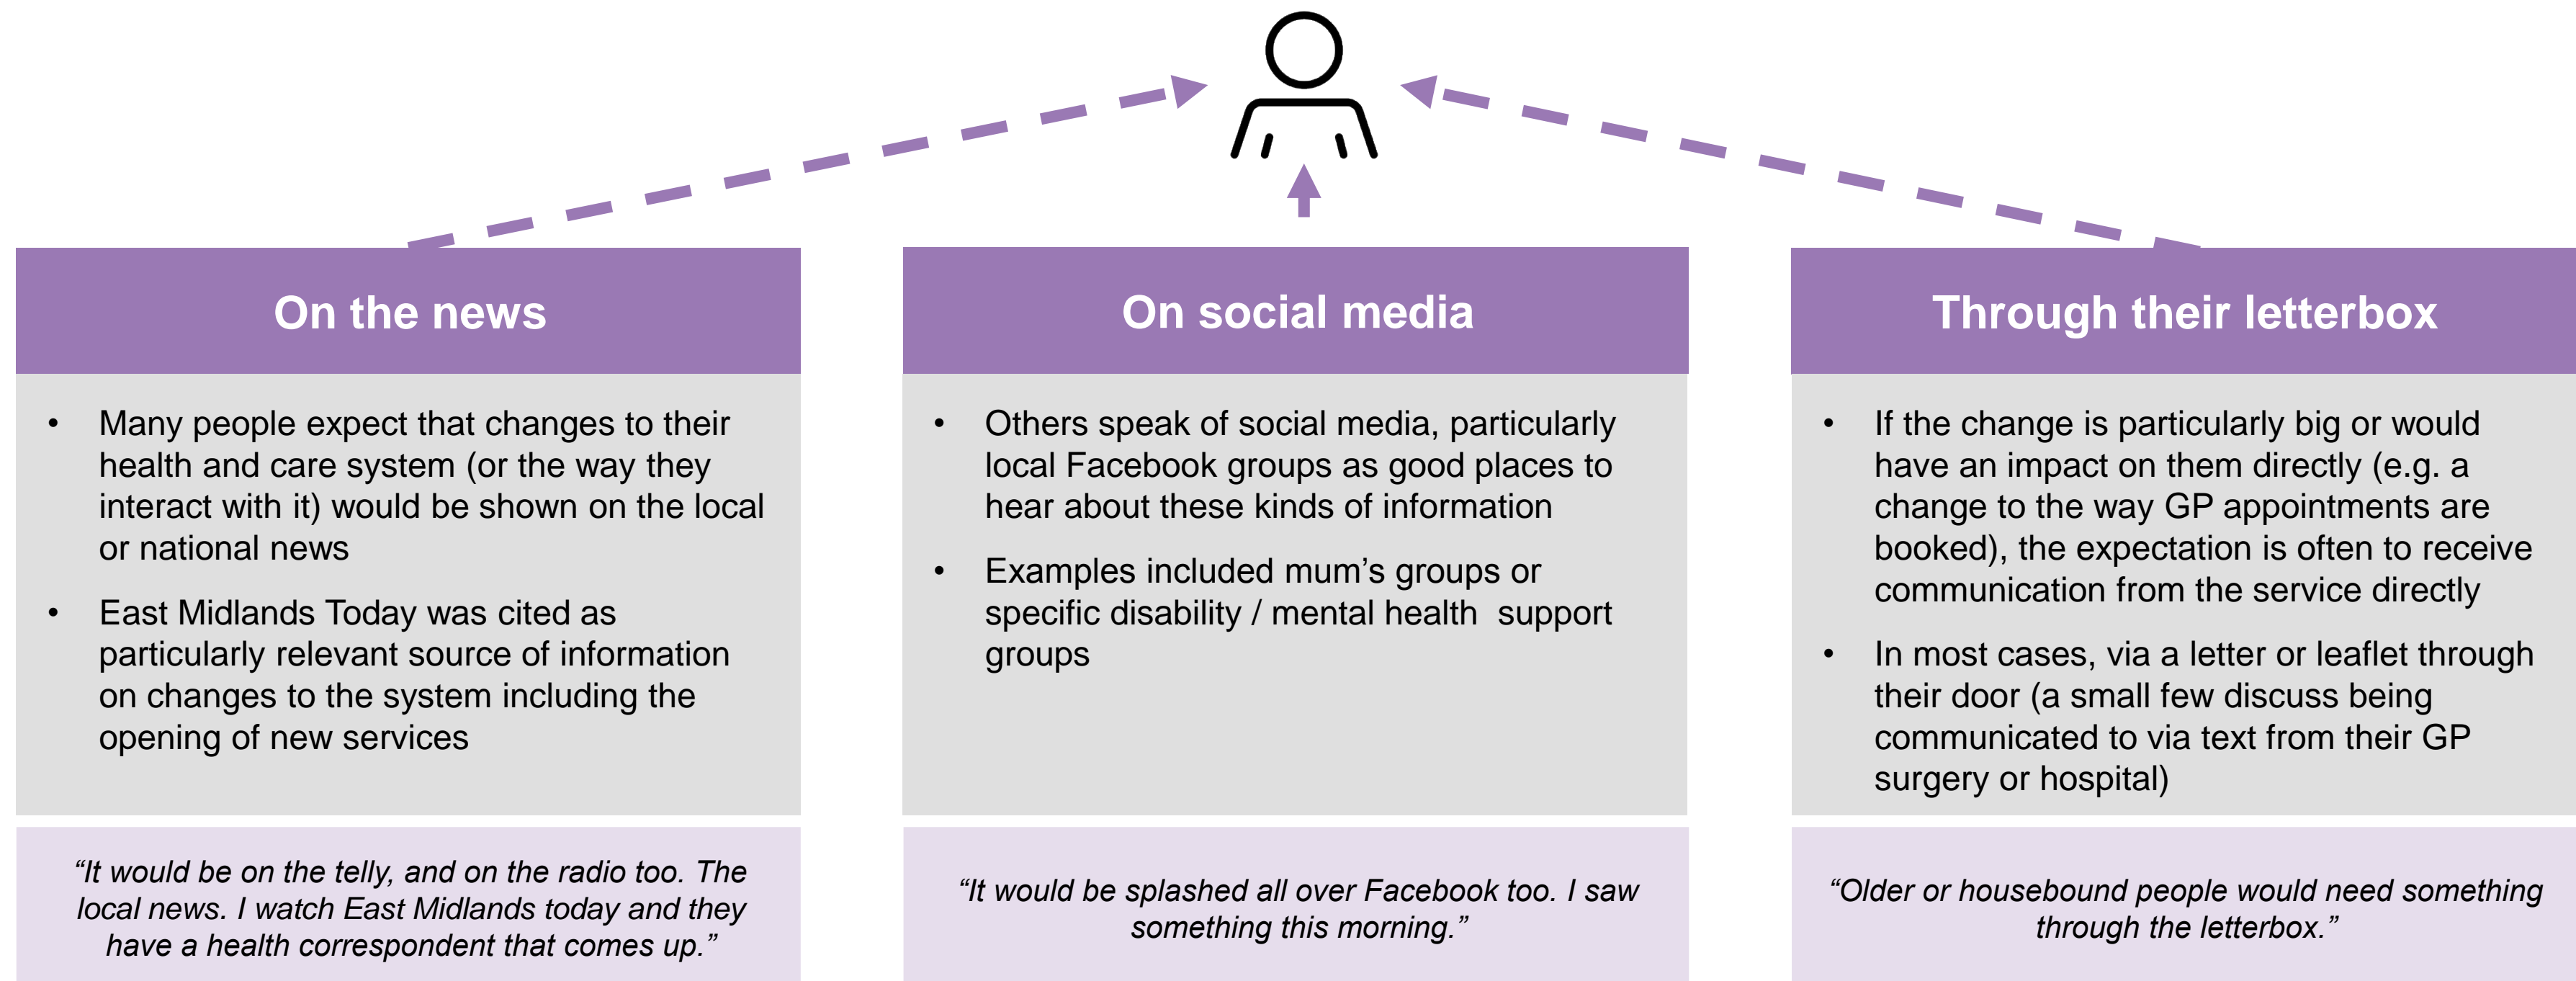 On the news
• Many people expect that changes to their
health and care system (or the way they
interact with it) would be shown on the local
or national news
• East Midlands Today was cited as
particularly relevant source of information
on changes to the system including the
opening of new services
“It would be on the telly, and on the radio too. The
local news. I watch East Midlands today and they
have a health correspondent that comes up.”
On social media
• Others speak of social media, particularly
local Facebook groups as good places to
hear about these kinds of information
• Examples included mum’s groups or
specific disability / mental health  support
groups
“It would be splashed all over Facebook too. I saw
something this morning.”
Through their letterbox
• If the change is particularly big or would
have an impact on them directly (e.g. a
change to the way GP appointments are
booked), the expectation is often to receive
communication from the service directly
• In most cases, via a letter or leaflet through
their door (a small few discuss being
communicated to via text from their GP
surgery or hospital)
“Older or housebound people would need something
through the letterbox.”